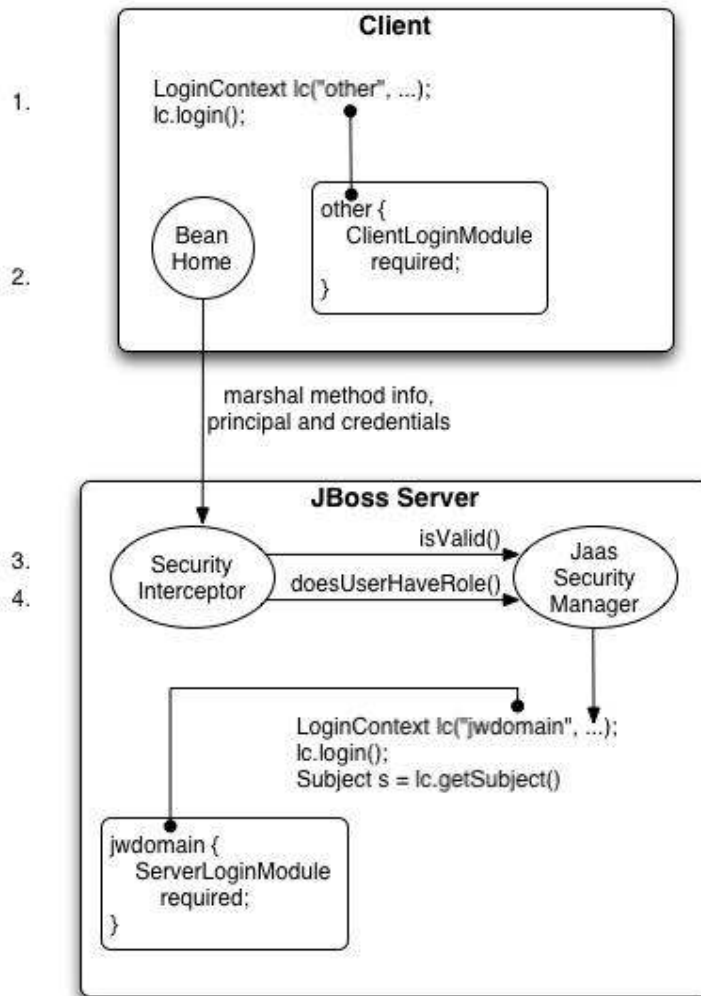 Client
1.
LoginContext lc("other", ...);
lc.login();
other {
ClientLoginModule
required;
}
Bean
Home
2.
marshal method info,
principal and credentials
JBoss Server
3.
4.
Security
Interceptor
isValid()
doesUserHaveRole()
Jaas
Security
Manager
LoginContext lc("jwdomain", ...);
lc.login();
Subject s = lc.getSubject()
jwdomain {
ServerLoginModule
required;
}